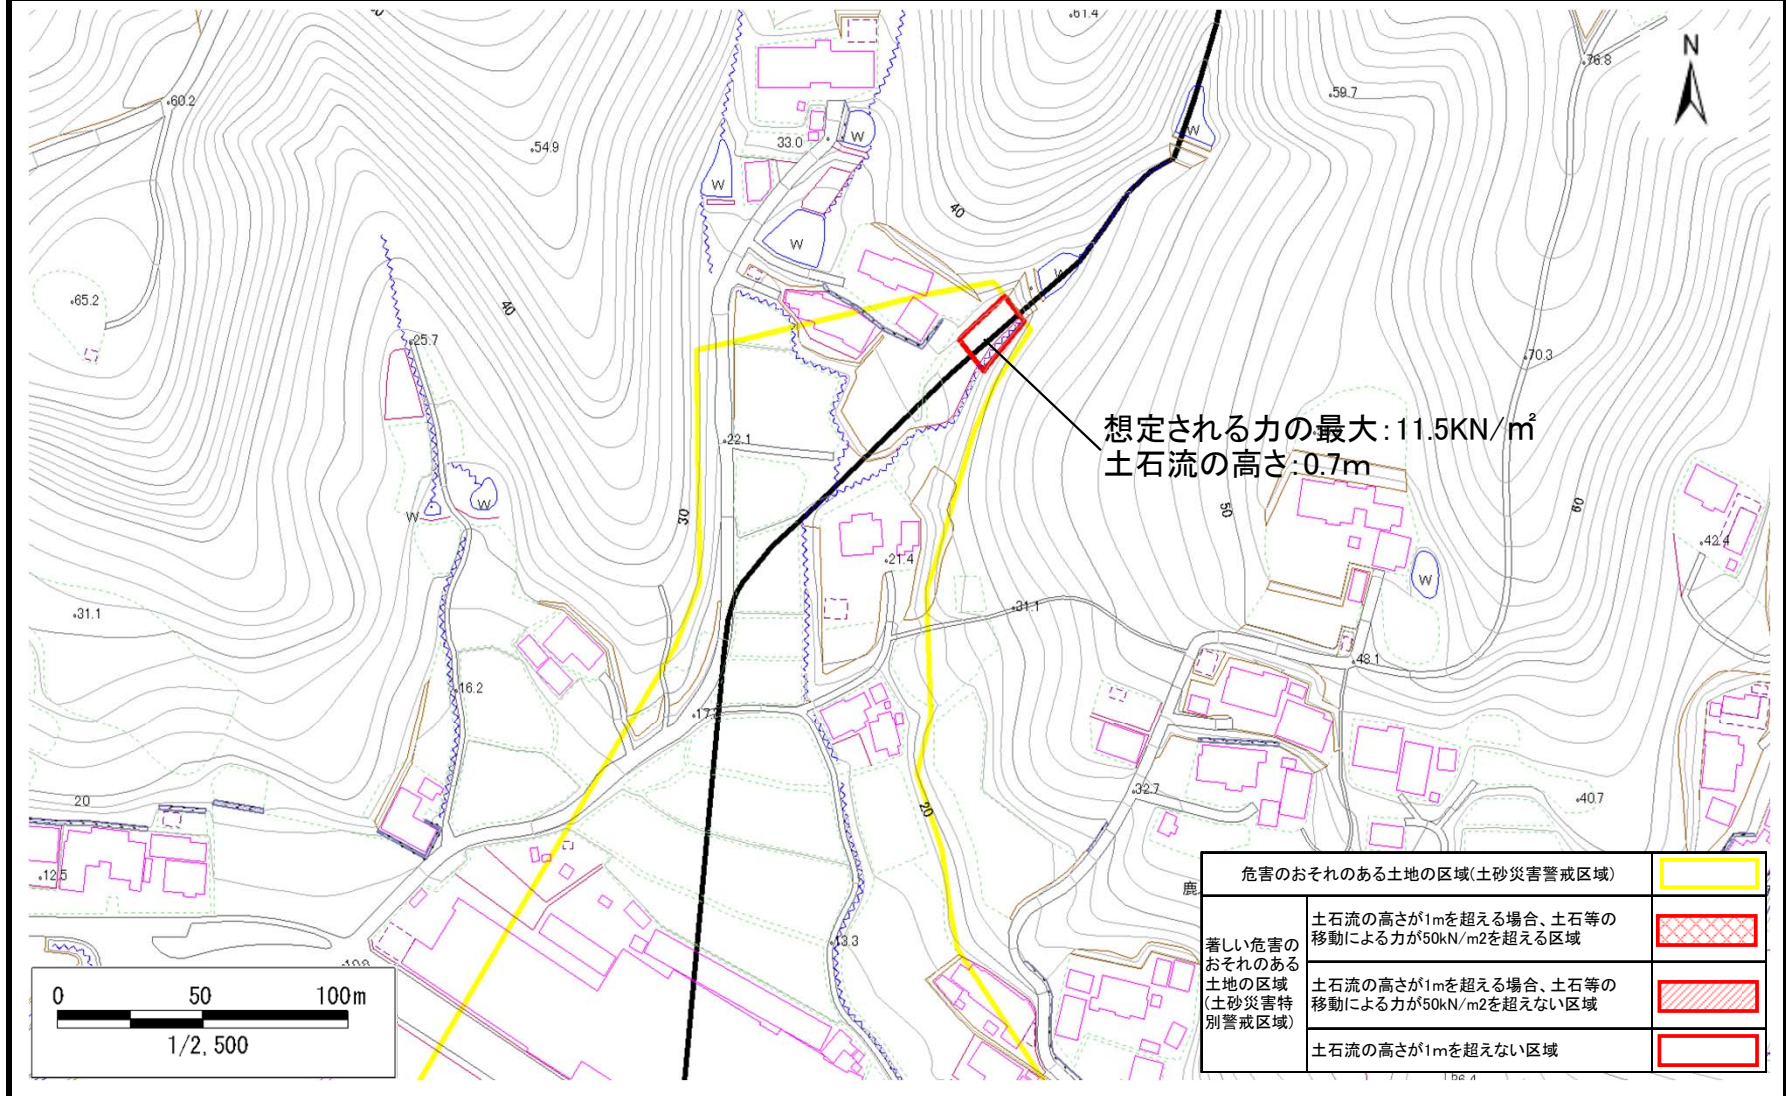 61.4
N
76.8
60.2
59.7
W
W
33.0
54.9
W
40
W
W
65.2
40
25.7
70.3
想定される力の最大：11.5KN/㎡
土石流の高さ：0.7m
22.1
W
W
30
50
60
42.4
21.4
W
31.1
31.1
48.1
16.2
20
32.7
40.7
20
12.5
13.3
鹿
危害のおそれのある土地の区域(土砂災害警戒区域)
著しい危害の
おそれのある
土地の区域
(土砂災害特
別警戒区域)
土石流の高さが1mを超える場合、土石等の
移動による力が50kN/m2を超える区域
土石流の高さが1mを超える場合、土石等の
移動による力が50kN/m2を超えない区域
土石流の高さが1mを超えない区域
0 50 100m
1/2,500